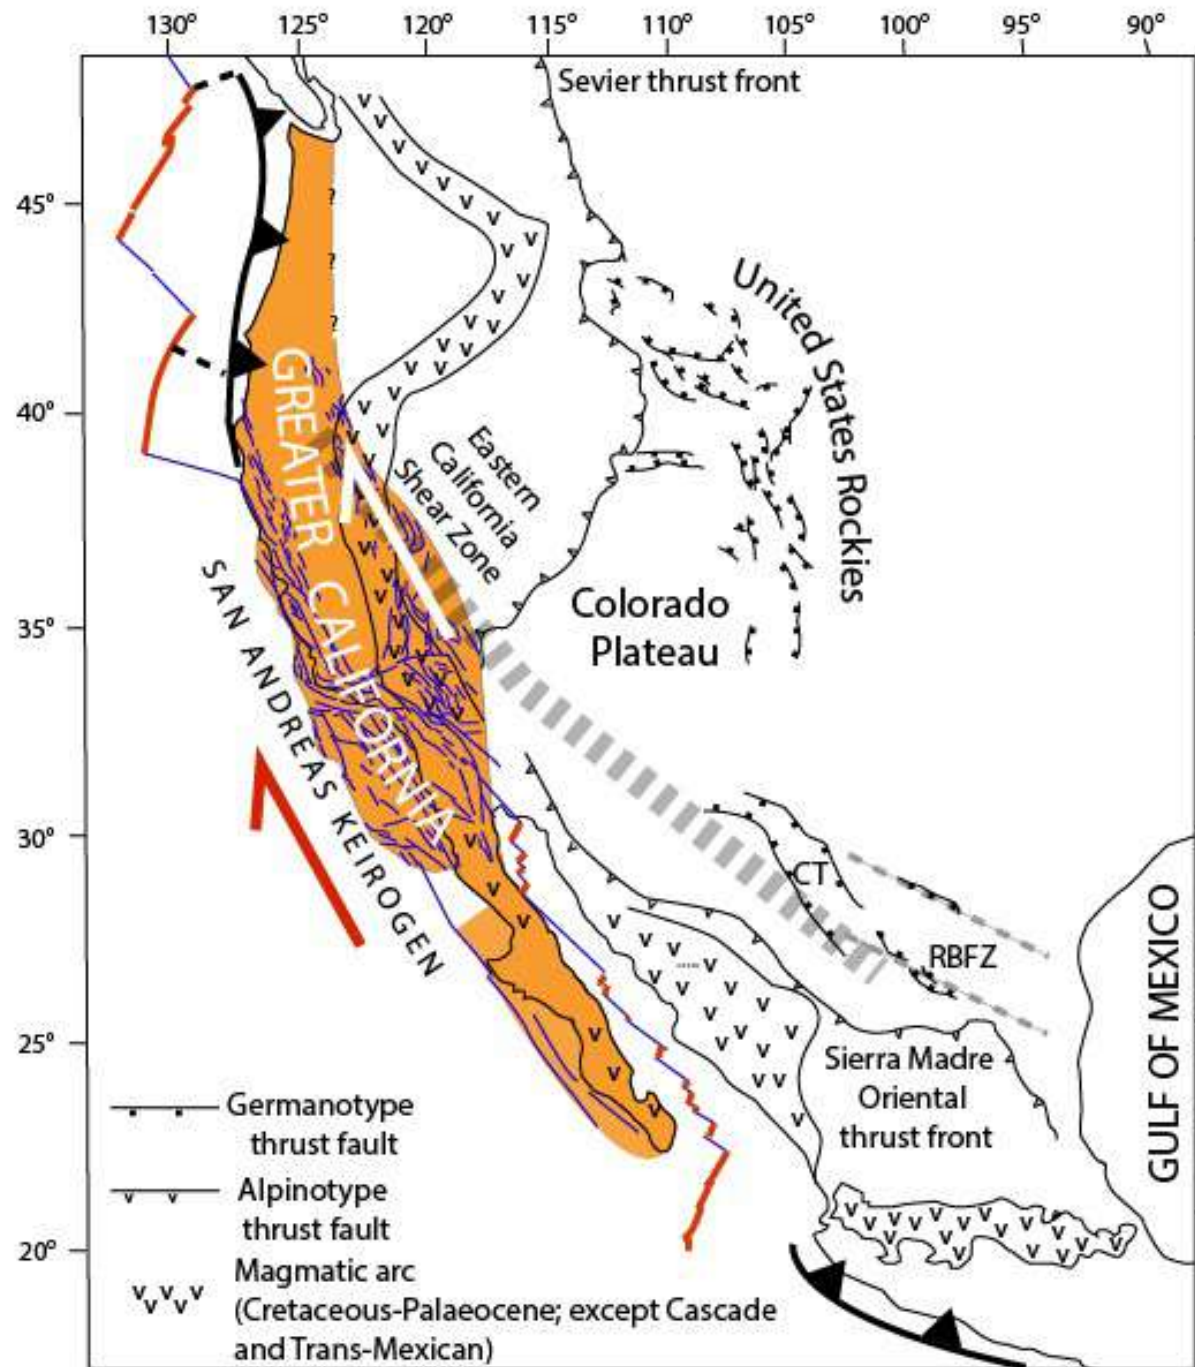 130° 125° 120° 115° 110° 105° 100° 95° 90°
Sevier thrust front
45°
?
?
?
United States Rockies
40°
GREATER CALIFORNIA
Eastern
California
Shear Zone
SAN ANDREAS KEIROGEN
35°
Colorado
Plateau
30°
CT
RBFZ
GULF OF MEXICO
25°
Sierra Madre
Oriental
thrust front
Germanotype
thrust fault
Alpinotype
thrust fault
20°
Magmatic arc
(Cretaceous-Palaeocene; except Cascade
and Trans-Mexican)